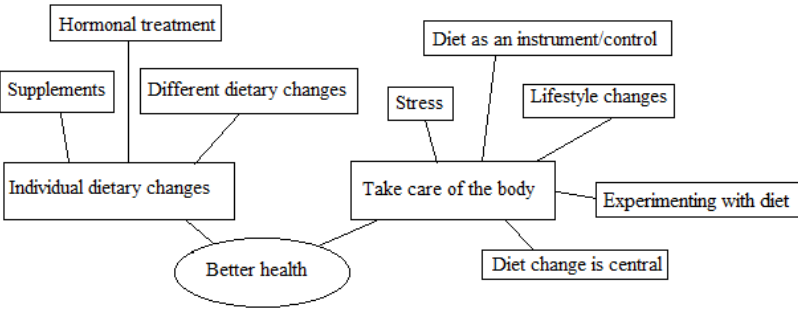 Hormonal treatment
Diet as an instrument/control
Supplements
Different dietary changes
Stress
Lifestyle changes
Individual dietary changes
Take care of the body
Experimenting with diet
Better health
Diet change is central